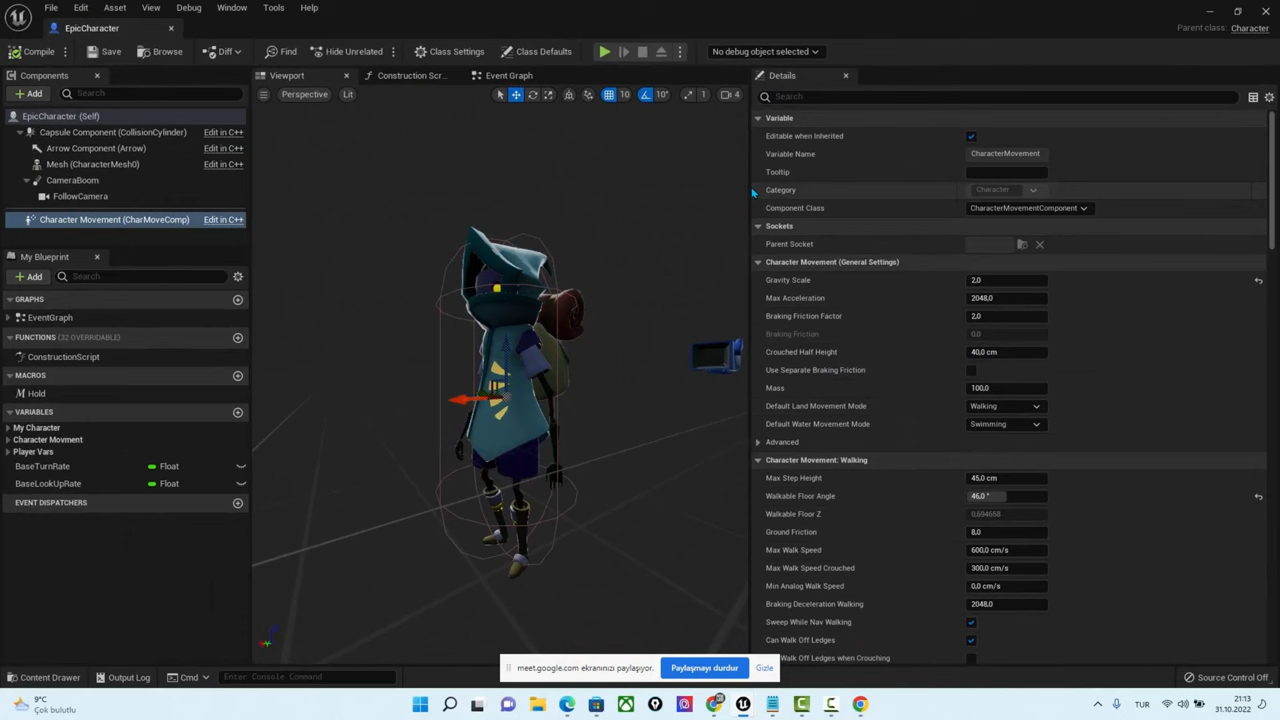 File Edit Asset View Debug Window Tools Help
EpicCharacter
Parent class: Character
Compile Save Browse Diff Find Hide Unrelated Class Settings Class Defaults No debug object selected
Components Viewport Construction Scr... Event Graph Details
Add Search Perspective Lit 10 10° 1 4 Search
EpicCharacter (Self)
Capsule Component (CollisionCylinder) Edit in C++
Arrow Component (Arrow) Edit in C++
Mesh (CharacterMesh0) Edit in C++
CameraBoom
FollowCamera
Character Movement (CharMoveComp) Edit in C++
My Blueprint
Add Search
GRAPHS
EventGraph
FUNCTIONS (32 OVERRIDABLE)
ConstructionScript
MACROS
Hold
VARIABLES
My Character
Character Movment
Player Vars
BaseTurnRate Float
BaseLookUpRate Float
EVENT DISPATCHERS
Variable
Editable when Inherited
Variable Name CharacterMovement
Tooltip
Category Character
Component Class CharacterMovementComponent
Sockets
Parent Socket
Character Movement (General Settings)
Gravity Scale 2,0
Max Acceleration 2048,0
Braking Friction Factor 2,0
Braking Friction 0,0
Crouched Half Height 40,0 cm
Use Separate Braking Friction
Mass 100,0
Default Land Movement Mode Walking
Default Water Movement Mode Swimming
Advanced
Character Movement: Walking
Max Step Height 45,0 cm
Walkable Floor Angle 46,0 °
Walkable Floor Z 0,694658
Ground Friction 8,0
Max Walk Speed 600,0 cm/s
Max Walk Speed Crouched 300,0 cm/s
Min Analog Walk Speed 0,0 cm/s
Braking Deceleration Walking 2048,0
Sweep While Nav Walking
Can Walk Off Ledges
Walk Off Ledges when Crouching
meet.google.com ekranınızı paylaşıyor. Paylaşmayı durdur Gizle
Output Log Cmd Enter Console Command Source Control Off
9°C
Çok bulutlu
TUR
21:13
31.10.2022